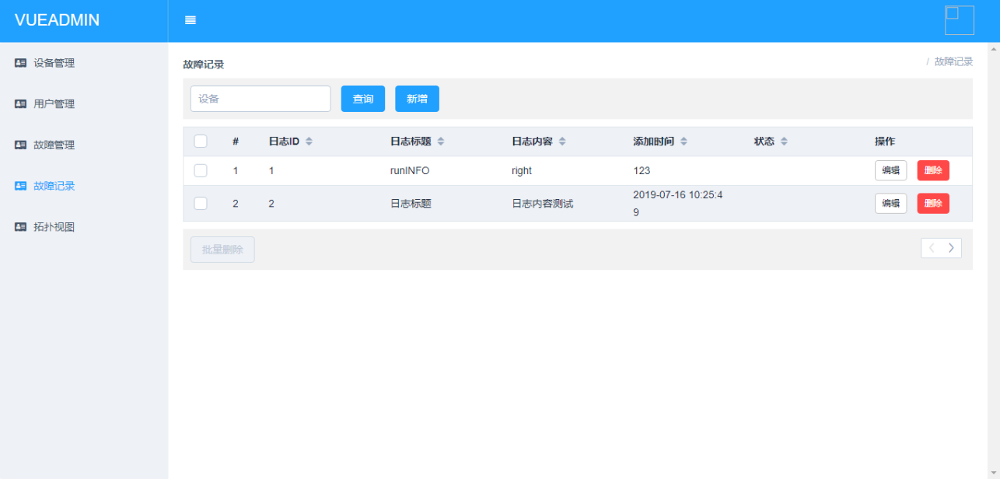 VUEADMIN
设备管理
用户管理
故障管理
故障记录
拓扑视图
故障记录
/ 故障记录
设备
查询
新增
# 日志ID 日志标题 日志内容 添加时间 状态 操作
1 1 runINFO right 123 编辑 删除
2 2 日志标题 日志内容测试 2019-07-16 10:25:4
9 编辑 删除
批量删除